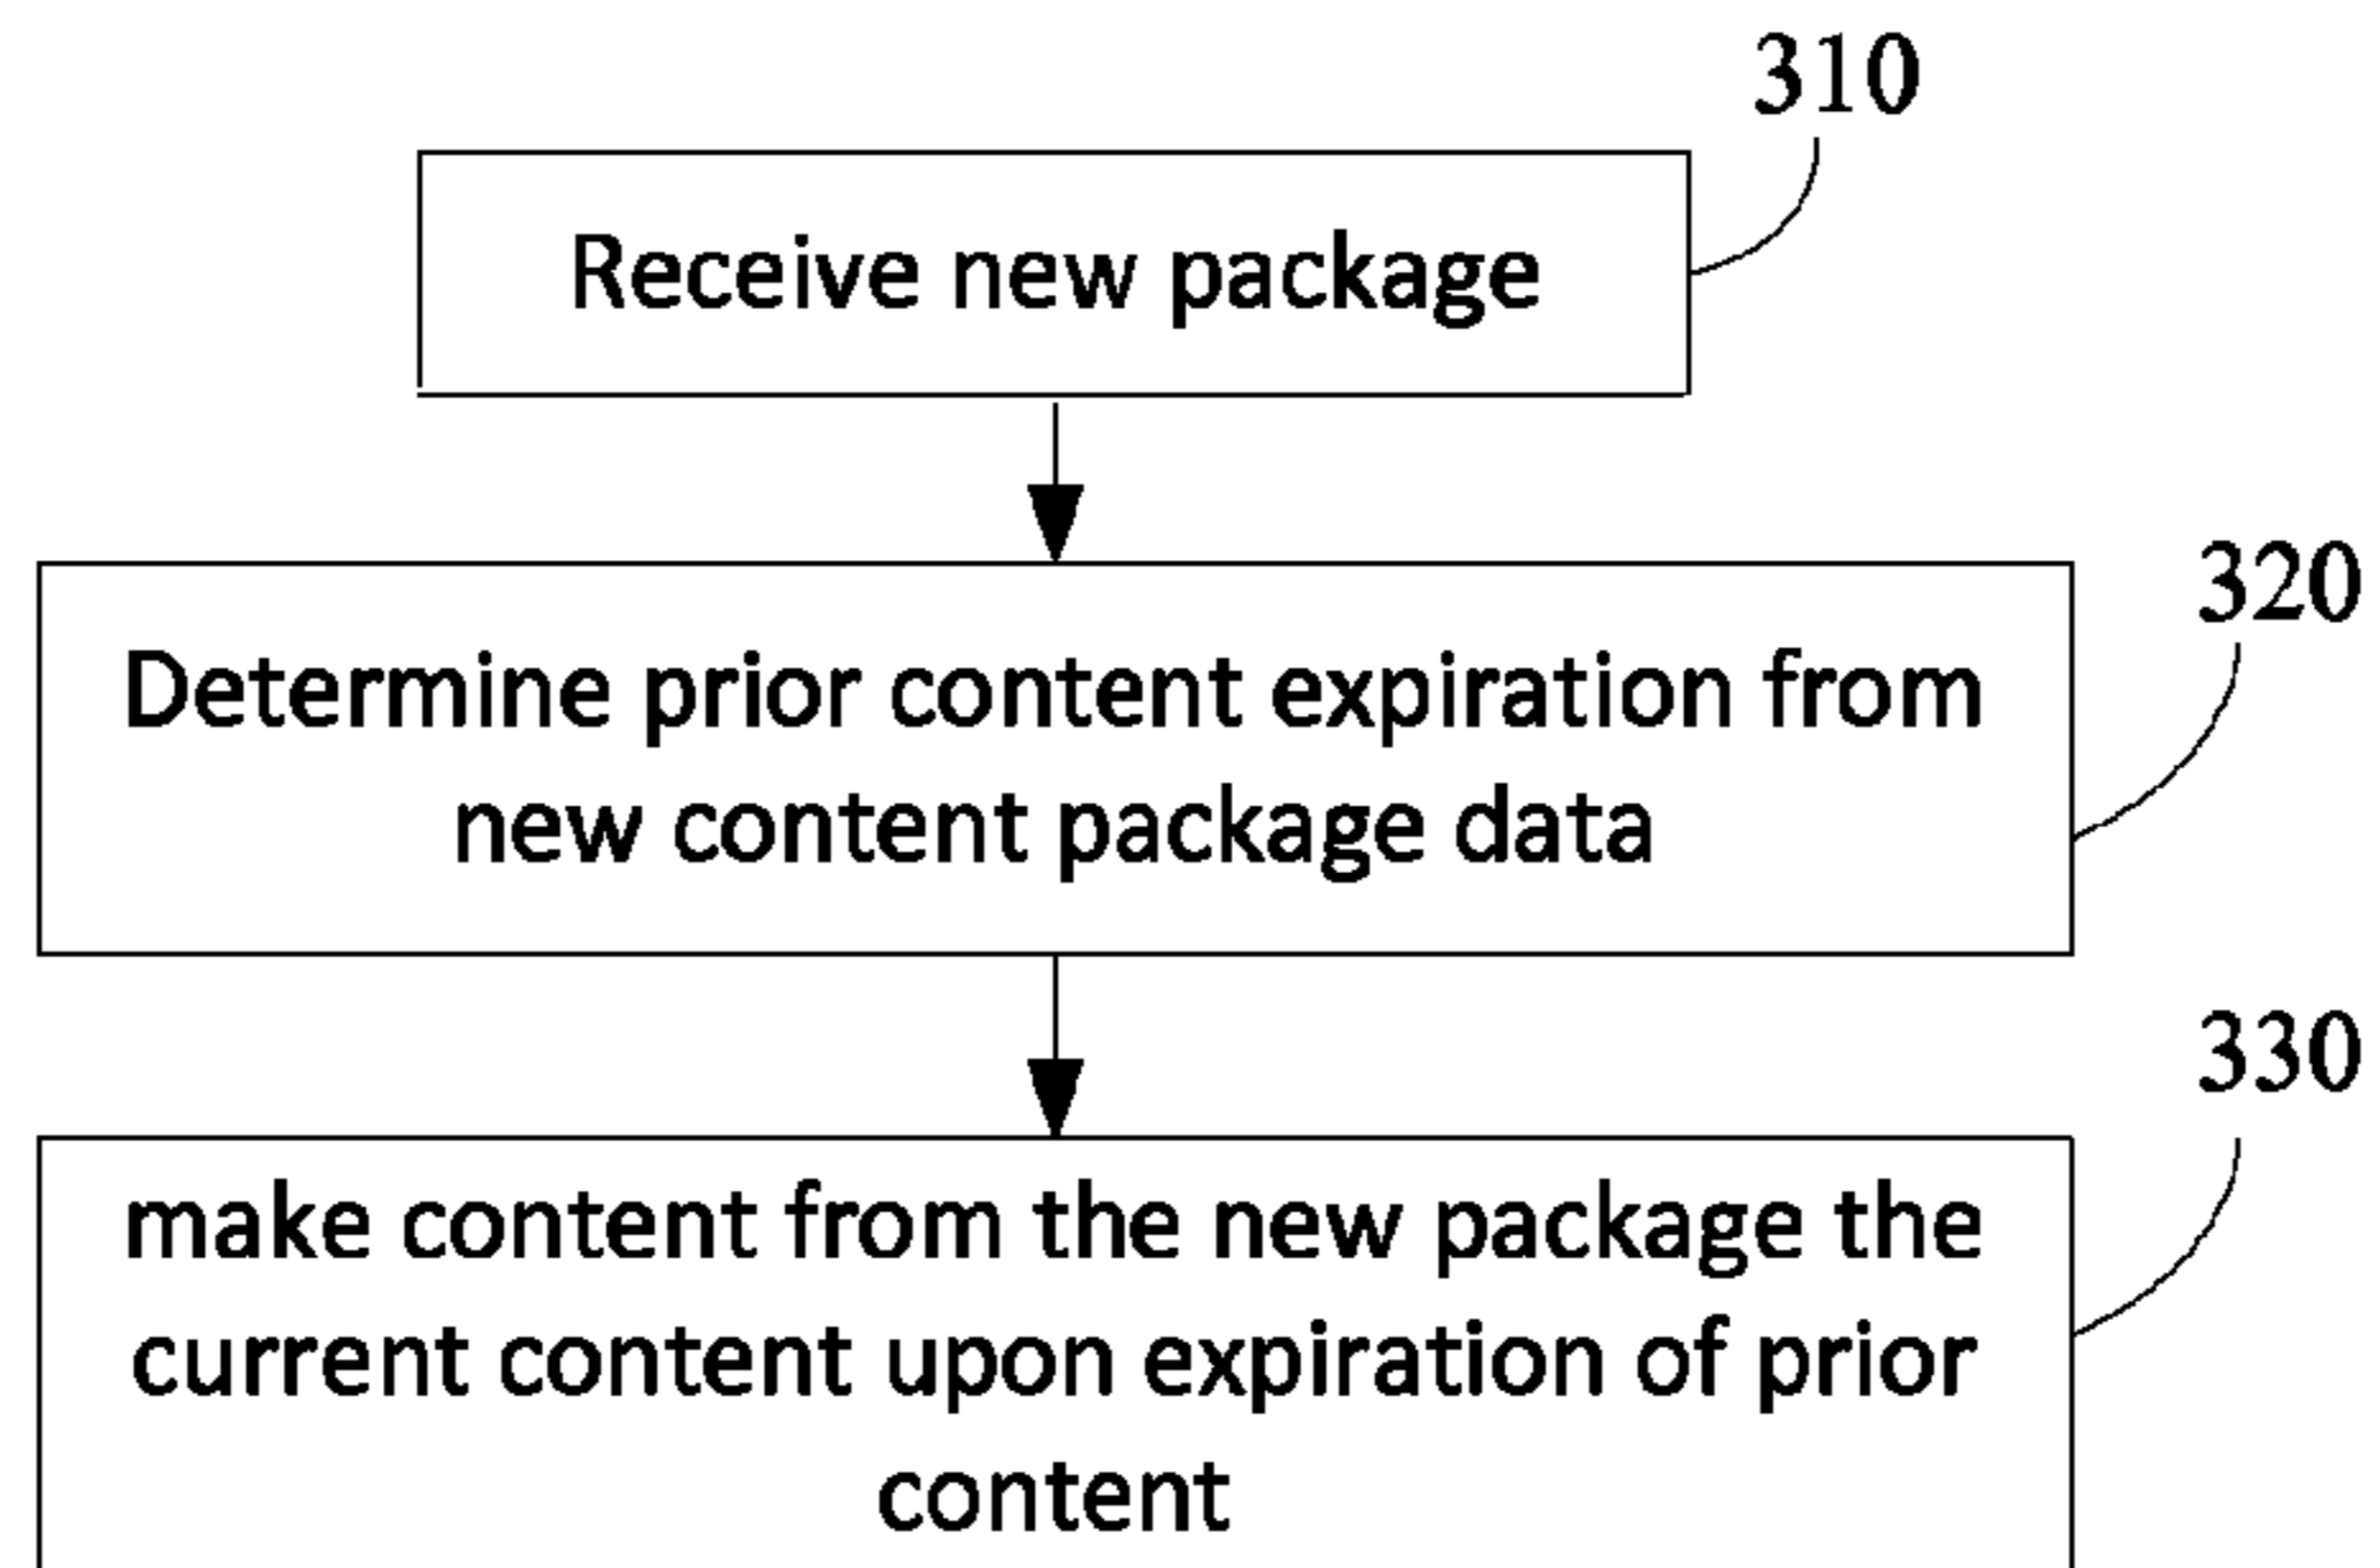 310
Receive new package
320
Determine prior content expiration from
new content package data
330
make content from the new package the
current content upon expiration of prior
content